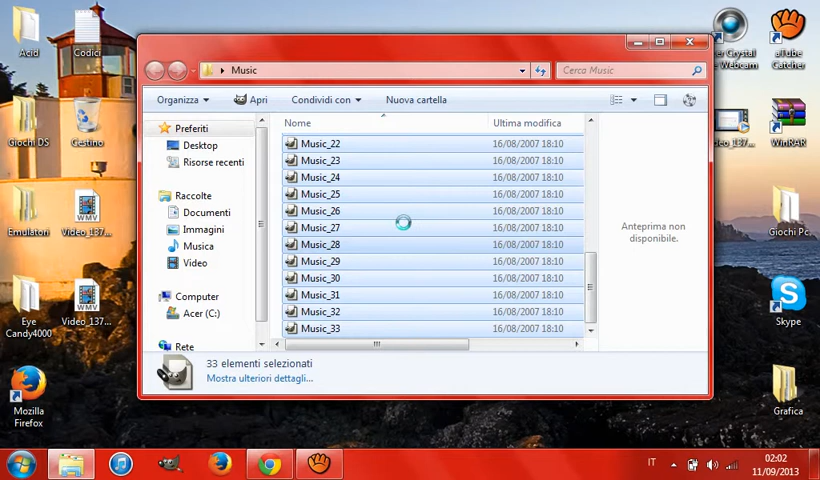 Acid
Codici
Giochi DS
Cestino
Emulatori
Video_137...
Eye
Candy4000
Video_137...
Mozilla
Firefox
Music
Cerca Music
Organizza
Apri
Condividi con
Nuova cartella
Preferiti
Desktop
Risorse recenti
Raccolte
Documenti
Immagini
Musica
Video
Computer
Acer (C:)
Rete
Nome
Ultima modifica
Music_22 16/08/2007 18:10
Music_23 16/08/2007 18:10
Music_24 16/08/2007 18:10
Music_25 16/08/2007 18:10
Music_26 16/08/2007 18:10
Music_27 16/08/2007 18:10
Music_28 16/08/2007 18:10
Music_29 16/08/2007 18:10
Music_30 16/08/2007 18:10
Music_31 16/08/2007 18:10
Music_32 16/08/2007 18:10
Music_33 16/08/2007 18:10
Anteprima non
disponibile.
33 elementi selezionati
Mostra ulteriori dettagli...
Crystal
Webcam
aTube
Catcher
WinRAR
Giochi Pc
Skype
Grafica
IT
02:02
11/09/2013